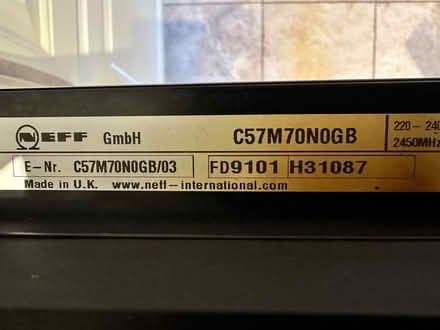 NEFF GmbH C57M70N0GB 220-240
2450MHz
E-Nr. C57M70N0GB/03 FD9101 H31087
Made in U.K. www.neff-international.com